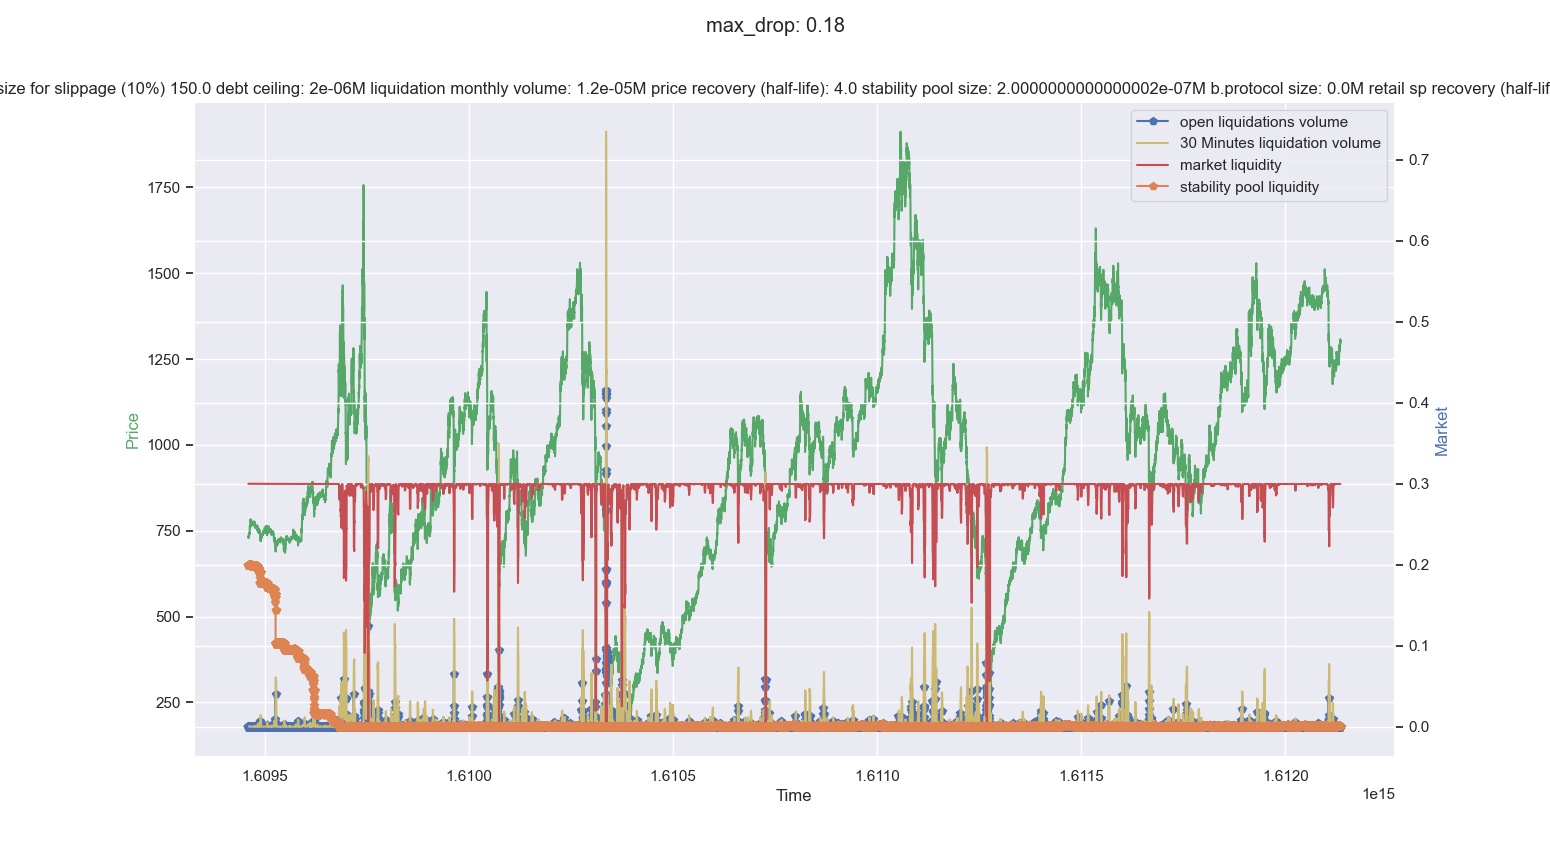 max_drop: 0.18
size for slippage (10%) 150.0 debt ceiling: 2e-06M liquidation monthly volume: 1.2e-05M price recovery (half-life): 4.0 stability pool size: 2.0000000000000002e-07M b.protocol size: 0.0M retail sp recovery (half-lif
open liquidations volume
30 Minutes liquidation volume
market liquidity
stability pool liquidity
1750
1500
1250
1000
750
500
250
Price
0.7
0.6
0.5
0.4
0.3
0.2
0.1
0.0
Market
1.6095 1.6100 1.6105 1.6110 1.6115 1.6120
1e15
Time